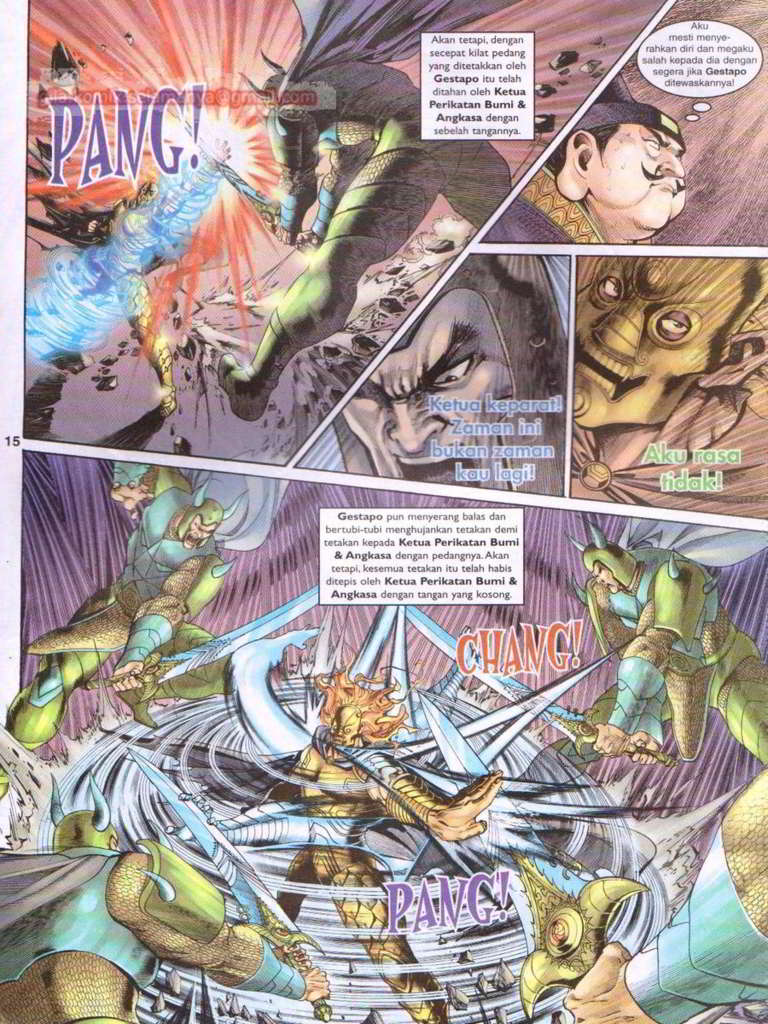 Akan tetapi, dengan
secepat kilat pedang
yang ditetakkan oleh
Gestapo itu telah
ditahan oleh Ketua
Perikatan Bumi &
Angkasa dengan
sebelah tangannya.
Aku
mesti menye-
rahkan diri dan megaku
salah kepada dia dengan
segera jika Gestapo
ditewaskannya!
PANG!
Ketua keparat!
Zaman ini
bukan zaman
kau lagi!
Aku rasa
tidak!
15
Gestapo pun menyerang balas dan
bertubi-tubi menghujankan tetakan demi
tetakan kepada Ketua Perikatan Bumi
& Angkasa dengan pedangnya. Akan
tetapi, kesemua tetakan itu telah habis
ditepis oleh Ketua Perikatan Bumi &
Angkasa dengan tangan yang kosong.
CHANG!
PANG!